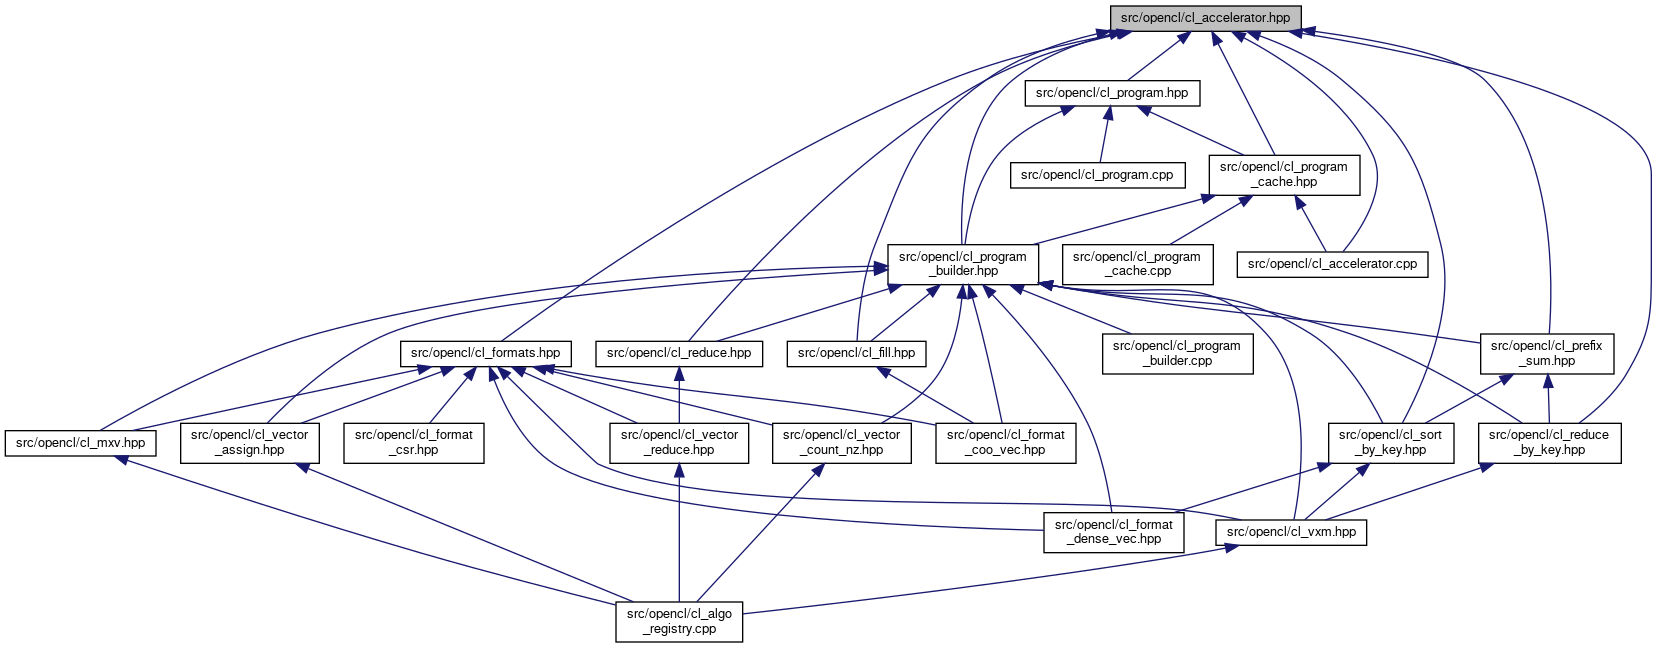 src/opencl/cl_accelerator.hpp
src/opencl/cl_program.hpp
src/opencl/cl_program.cpp
src/opencl/cl_program
_cache.hpp
src/opencl/cl_program
_builder.hpp
src/opencl/cl_program
_cache.cpp
src/opencl/cl_accelerator.cpp
src/opencl/cl_formats.hpp
src/opencl/cl_reduce.hpp
src/opencl/cl_fill.hpp
src/opencl/cl_program
_builder.cpp
src/opencl/cl_prefix
_sum.hpp
src/opencl/cl_mxv.hpp
src/opencl/cl_vector
_assign.hpp
src/opencl/cl_format
_csr.hpp
src/opencl/cl_vector
_reduce.hpp
src/opencl/cl_vector
_count_nz.hpp
src/opencl/cl_format
_coo_vec.hpp
src/opencl/cl_sort
_by_key.hpp
src/opencl/cl_reduce
_by_key.hpp
src/opencl/cl_format
_dense_vec.hpp
src/opencl/cl_vxm.hpp
src/opencl/cl_algo
_registry.cpp